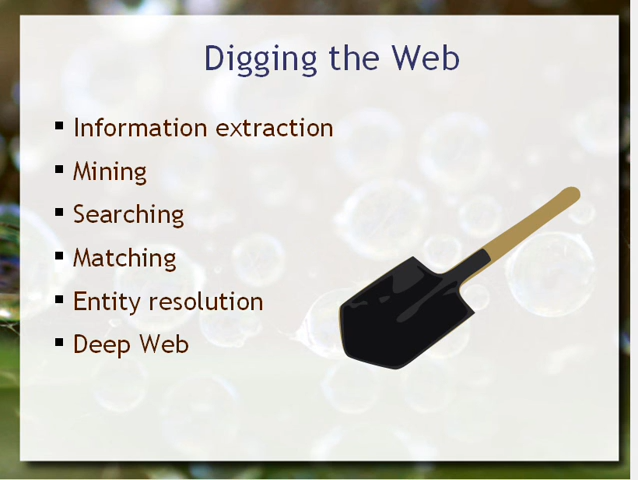 Digging the Web
Information extraction
Mining
Searching
Matching
Entity resolution
Deep Web